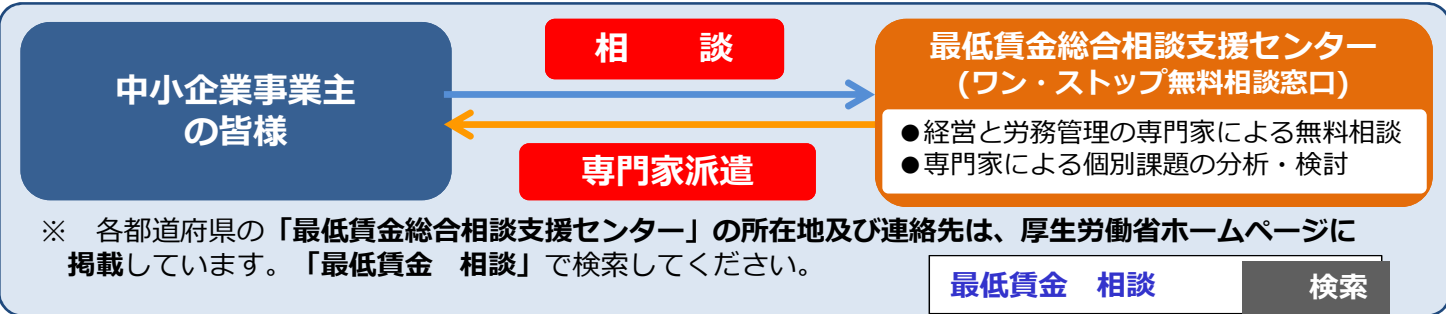 中小企業事業主
の皆様
相　　談
専門家派遣
最低賃金総合相談支援センター
(ワン・ストップ無料相談窓口)
●経営と労務管理の専門家による無料相談
●専門家による個別課題の分析・検討
※　各都道府県の「最低賃金総合相談支援センター」の所在地及び連絡先は、厚生労働省ホームページに
掲載しています。「最低賃金　相談」で検索してください。
最低賃金　相談　検索